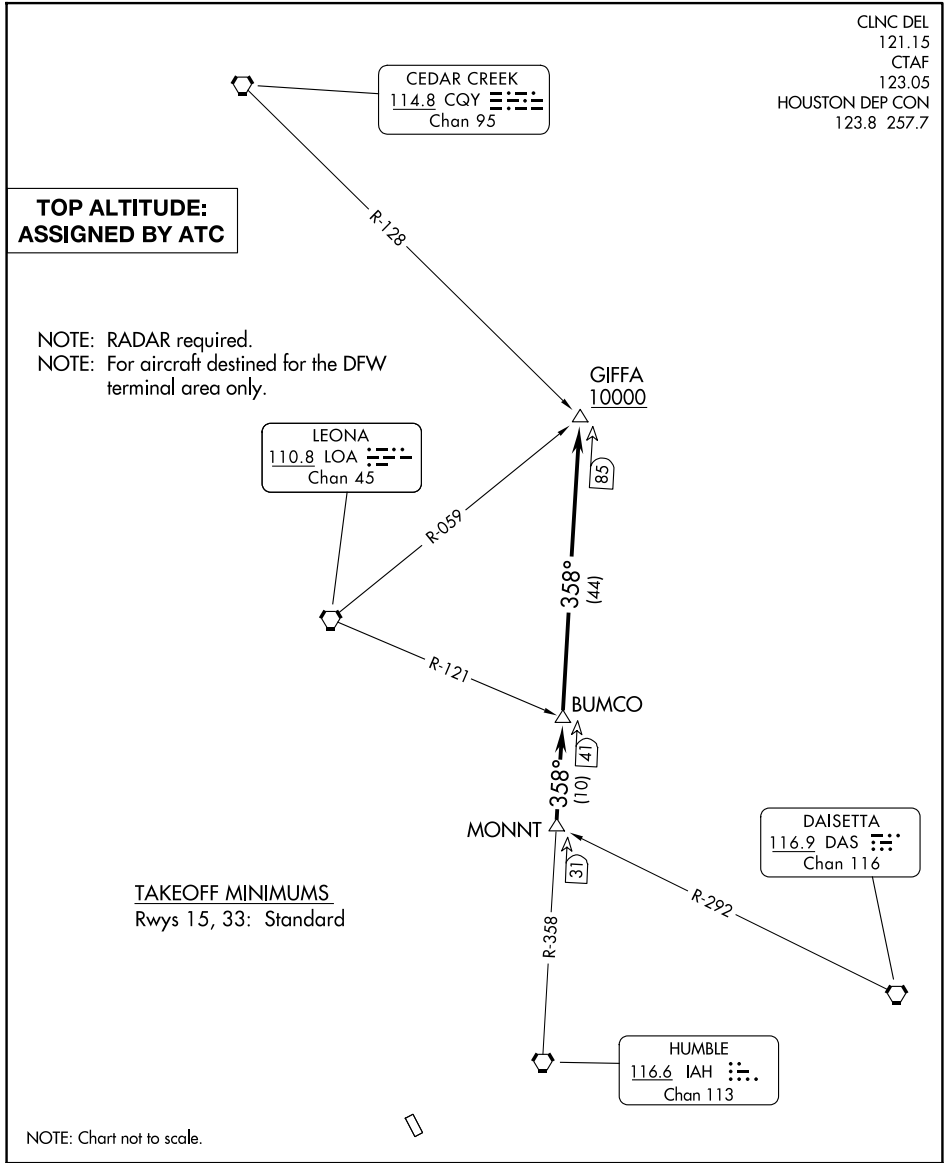 CLNC DEL
121.15
CTAF
123.05
HOUSTON DEP CON
123.8 257.7
CEDAR CREEK
114.8 CQY
Chan 95
TOP ALTITUDE:
ASSIGNED BY ATC
R-128
NOTE: RADAR required.
NOTE: For aircraft destined for the DFW
terminal area only.
GIFFA
10000
LEONA
110.8 LOA
Chan 45
85
R-059
358°
(44)
R-121
BUMCO
41
358°
(10)
MONNT
31
DAISETTA
116.9 DAS
Chan 116
TAKEOFF MINIMUMS
Rwys 15, 33: Standard
R-292
R-358
HUMBLE
116.6 IAH
Chan 113
NOTE: Chart not to scale.